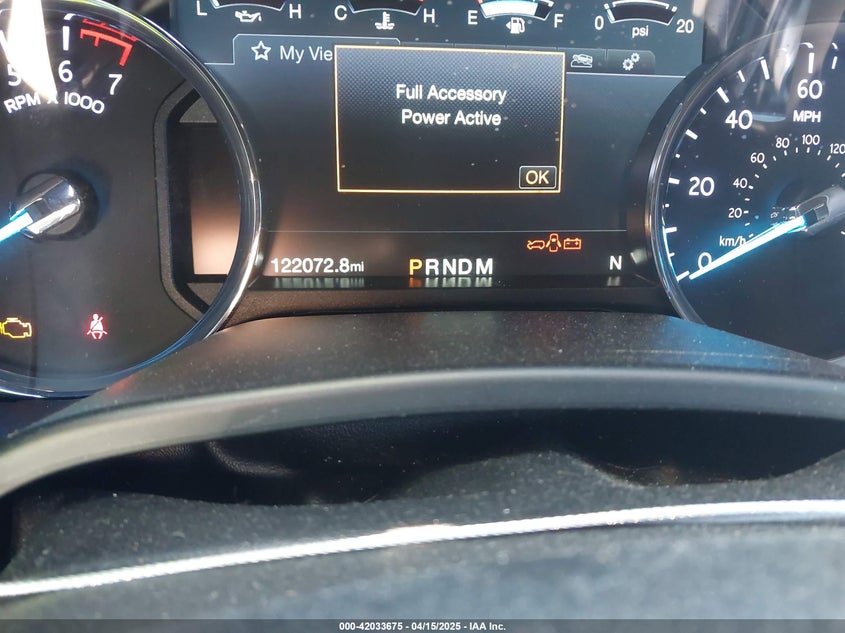 L H C H E F 0 20
psi
My Vie
Full Accessory
Power Active
OK
5 6 7
RPM X 1000
122072.8mi
PRNDM
N
0 20 40 60
MPH
20 40 60 80 100 120
km/h
000-42033675 - 04/15/2025 - IAA Inc.